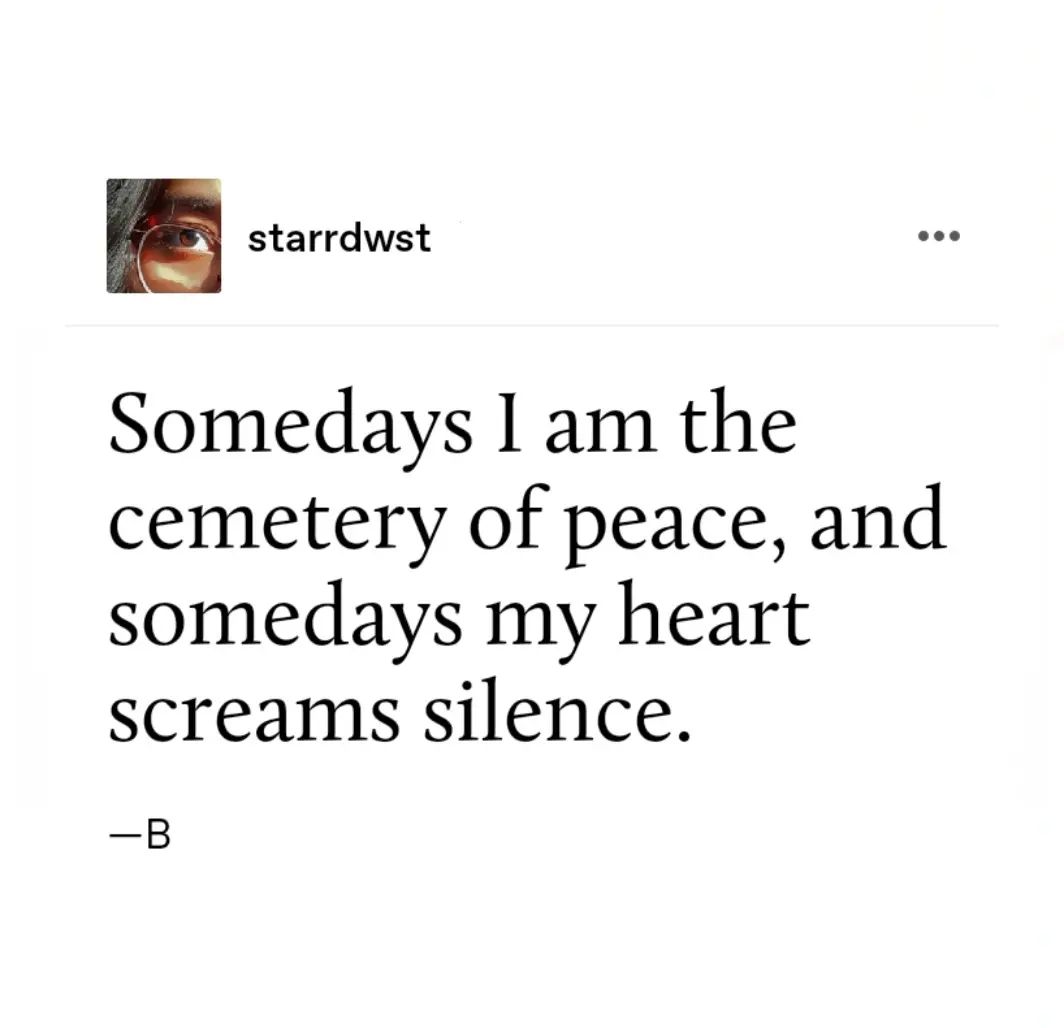 starrdwst
Somedays I am the
cemetery of peace, and
somedays my heart
screams silence.
—B